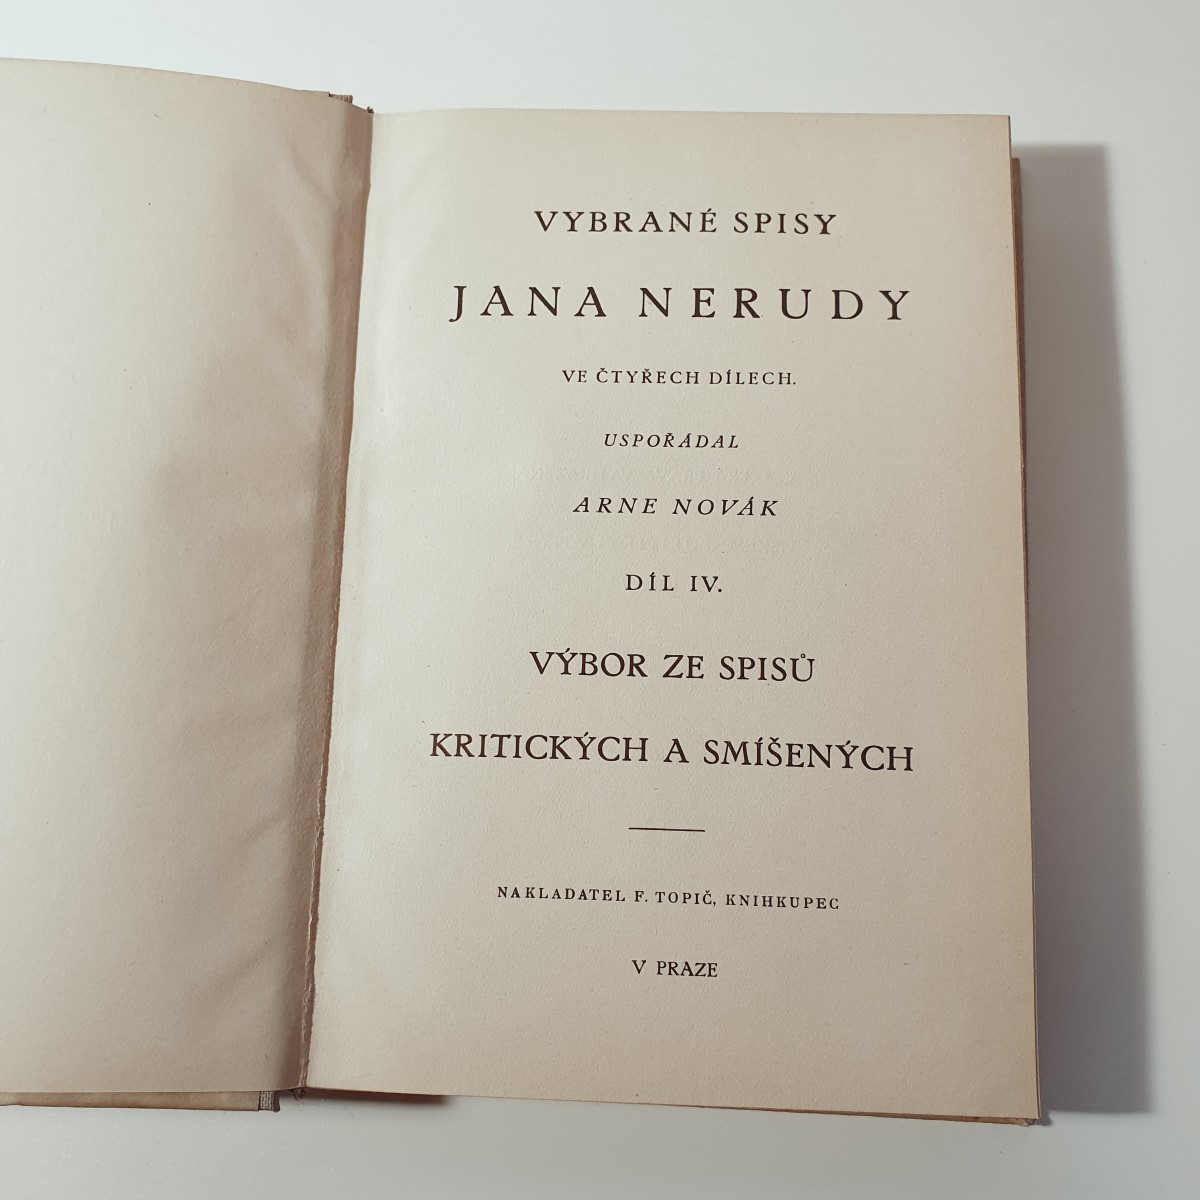 VYBRANÉ SPISY
JANA NERUDY
VE ČTYŘECH DÍLECH.
USPOŘÁDAL
ARNE NOVÁK
DÍL IV.
VÝBOR ZE SPISŮ
KRITICKÝCH A SMÍŠENÝCH
NAKLADATEL F. TOPIČ, KNIHKUPEC
V PRAZE